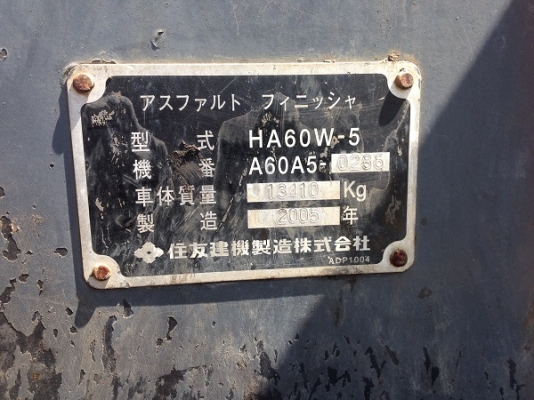 アスファルト フィニッシャ
型式 HA60W-5
機番 A60A5-0286
車体質量 13410 Kg
製造 2005 年
住友建機製造株式会社
ADP1004